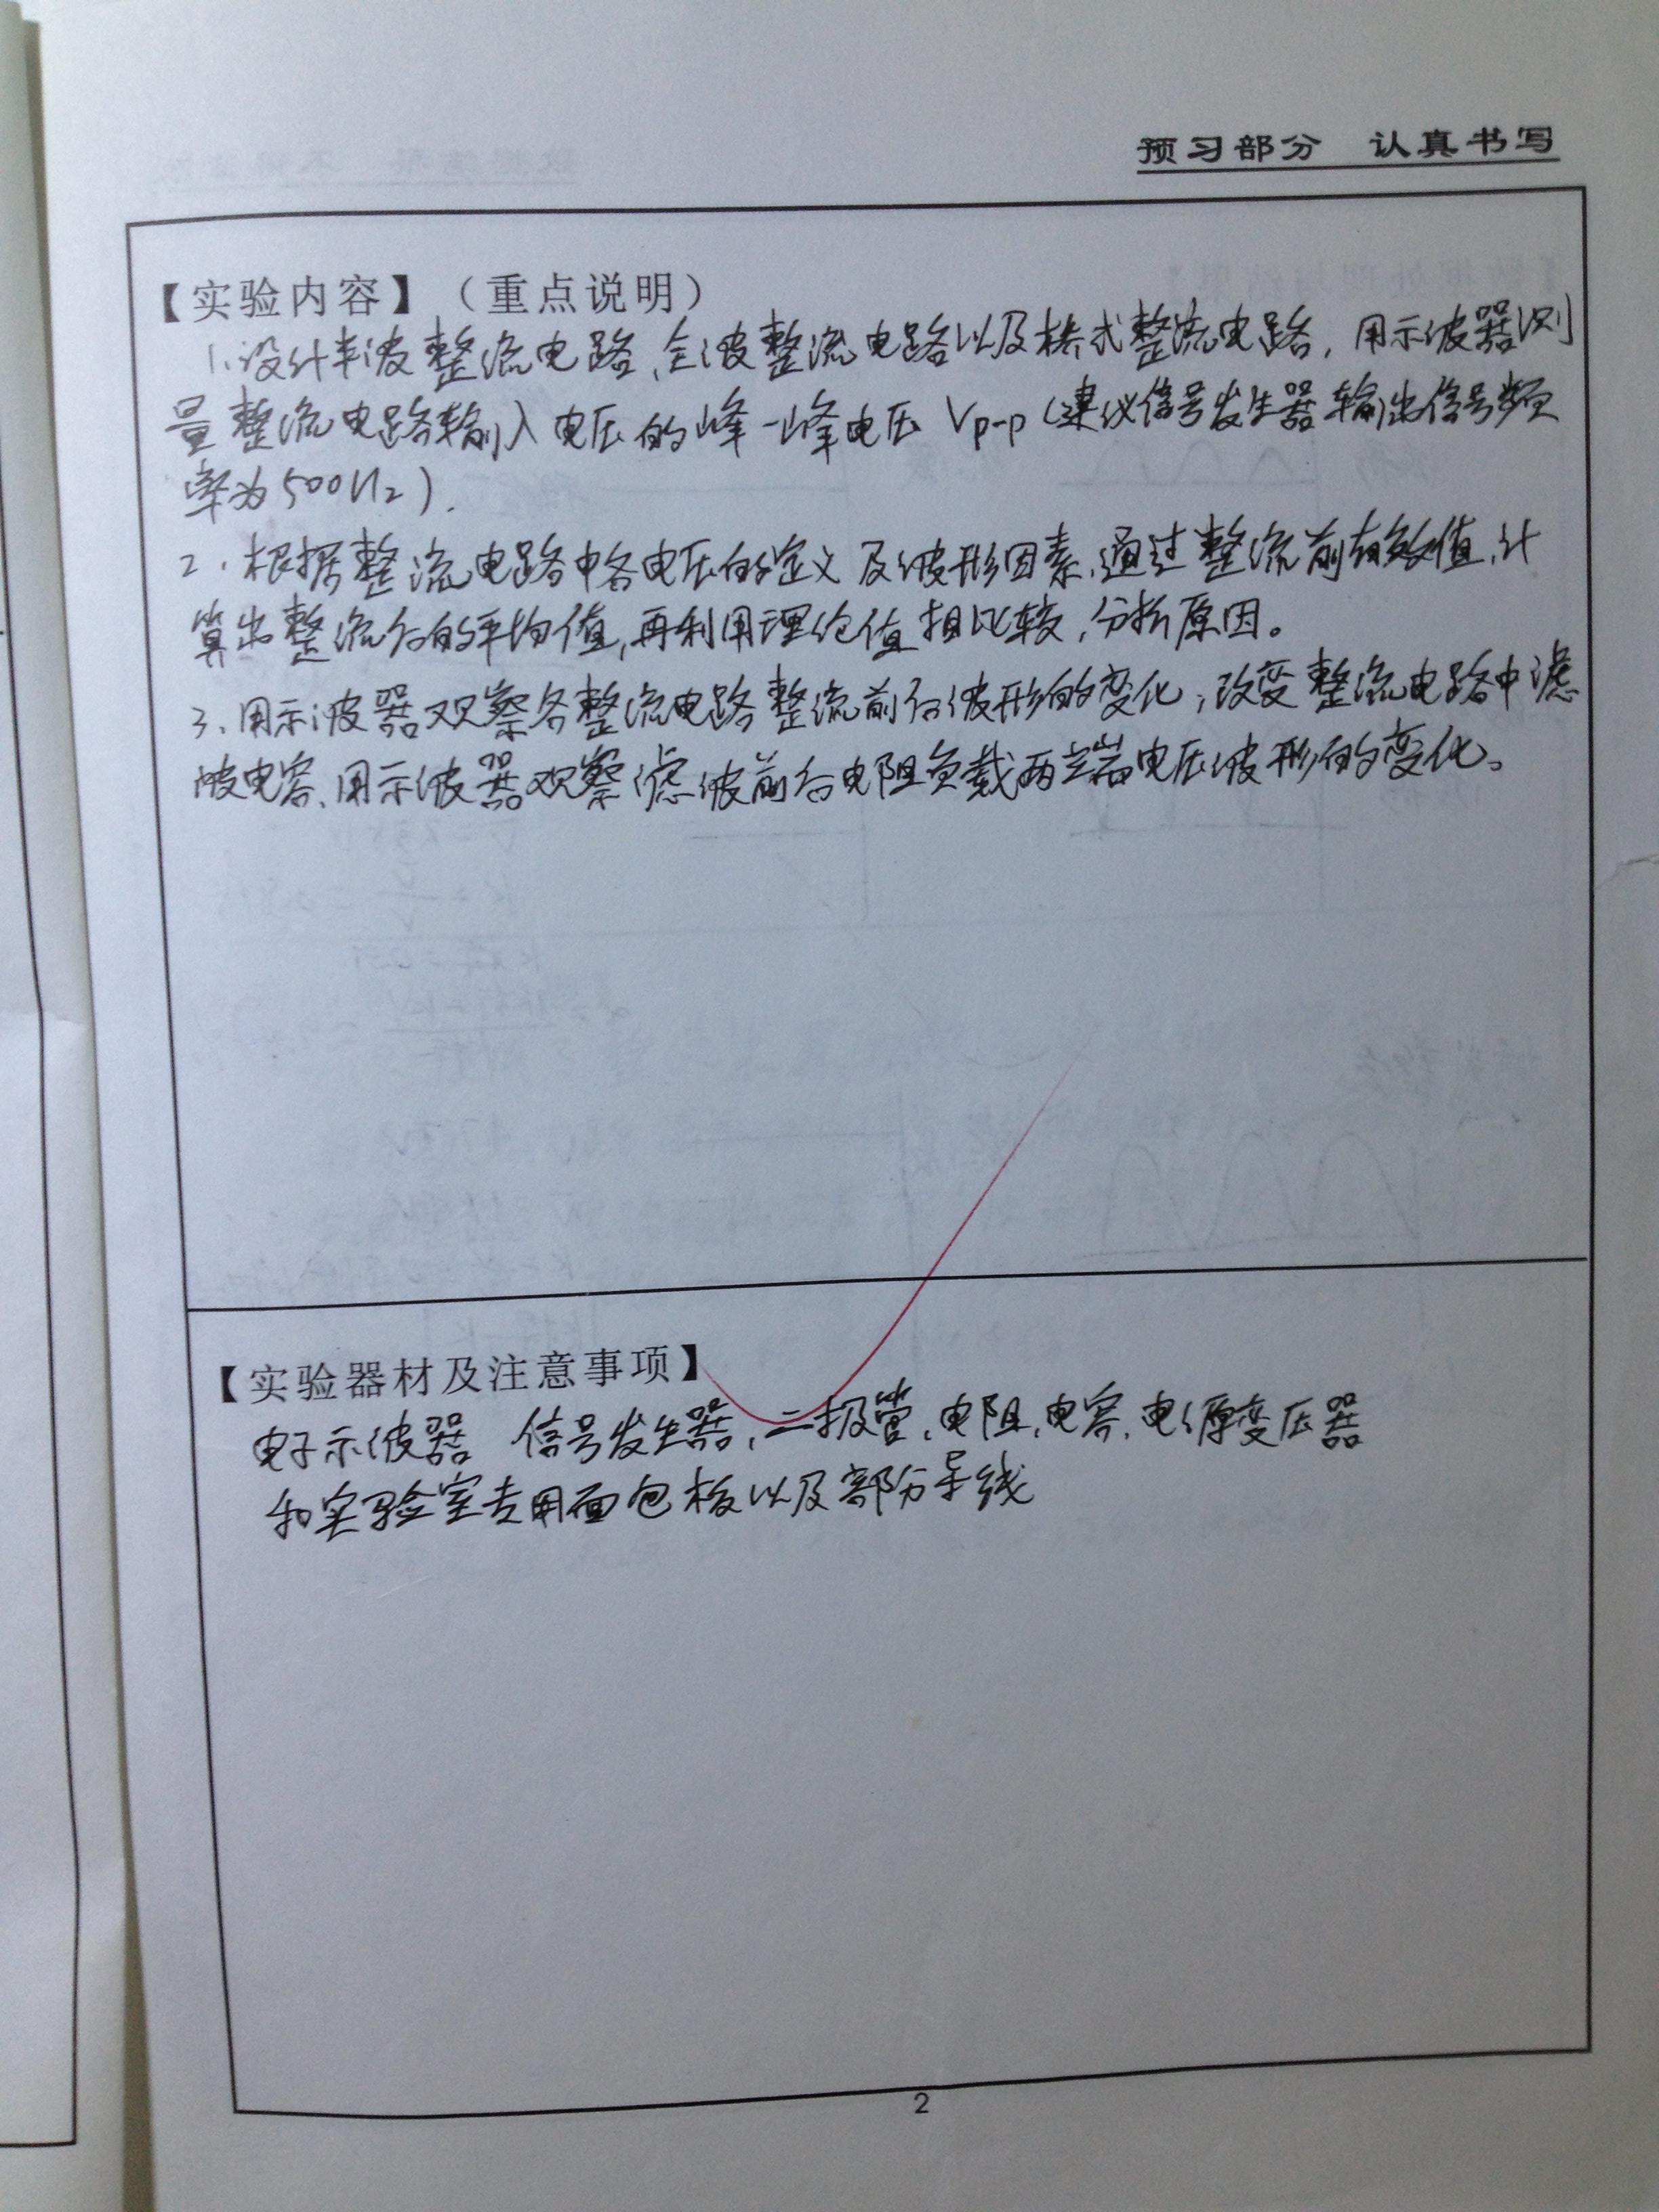 预习部分 认真书写
【实验内容】（重点说明）
1.设计半波整流电路、全波整流电路以及桥式整流电路，用示波器测
量整流电路输入电压的峰-峰电压 Vp-p（建议信号发生器输出信号频
率为500Hz）.
2.根据整流电路中各电压的定义及波形因素,通过整流前有效值,计
算出整流后的平均值,再利用理论值相比较,分析原因。
3.用示波器观察各整流电路整流前后波形的变化,改变整流电路中滤
波电容、用示波器观察滤波前后电阻负载两端电压波形的变化。
【实验器材及注意事项】
电子示波器 信号发生器、二极管、电阻、电容、电源变压器
和实验室专用面包板以及部分导线
2